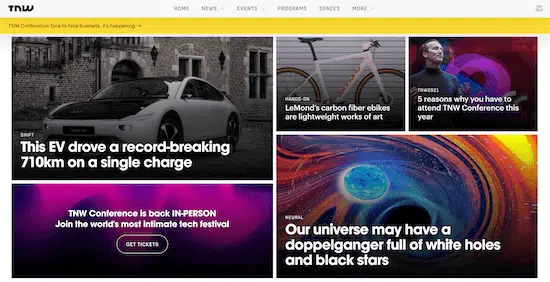 TNW
HOME NEWS EVENTS PROGRAMS SPACES MORE
TNW Conference: face to face business, it's happening →
SHIFT
This EV drove a record-breaking
710km on a single charge
HANDS-ON
LeMond's carbon fiber ebikes
are lightweight works of art
TNW2021
5 reasons why you have to
attend TNW Conference this
year
TNW Conference is back IN-PERSON
Join the world's most intimate tech festival
GET TICKETS
NEURAL
Our universe may have a
doppelganger full of white holes
and black stars